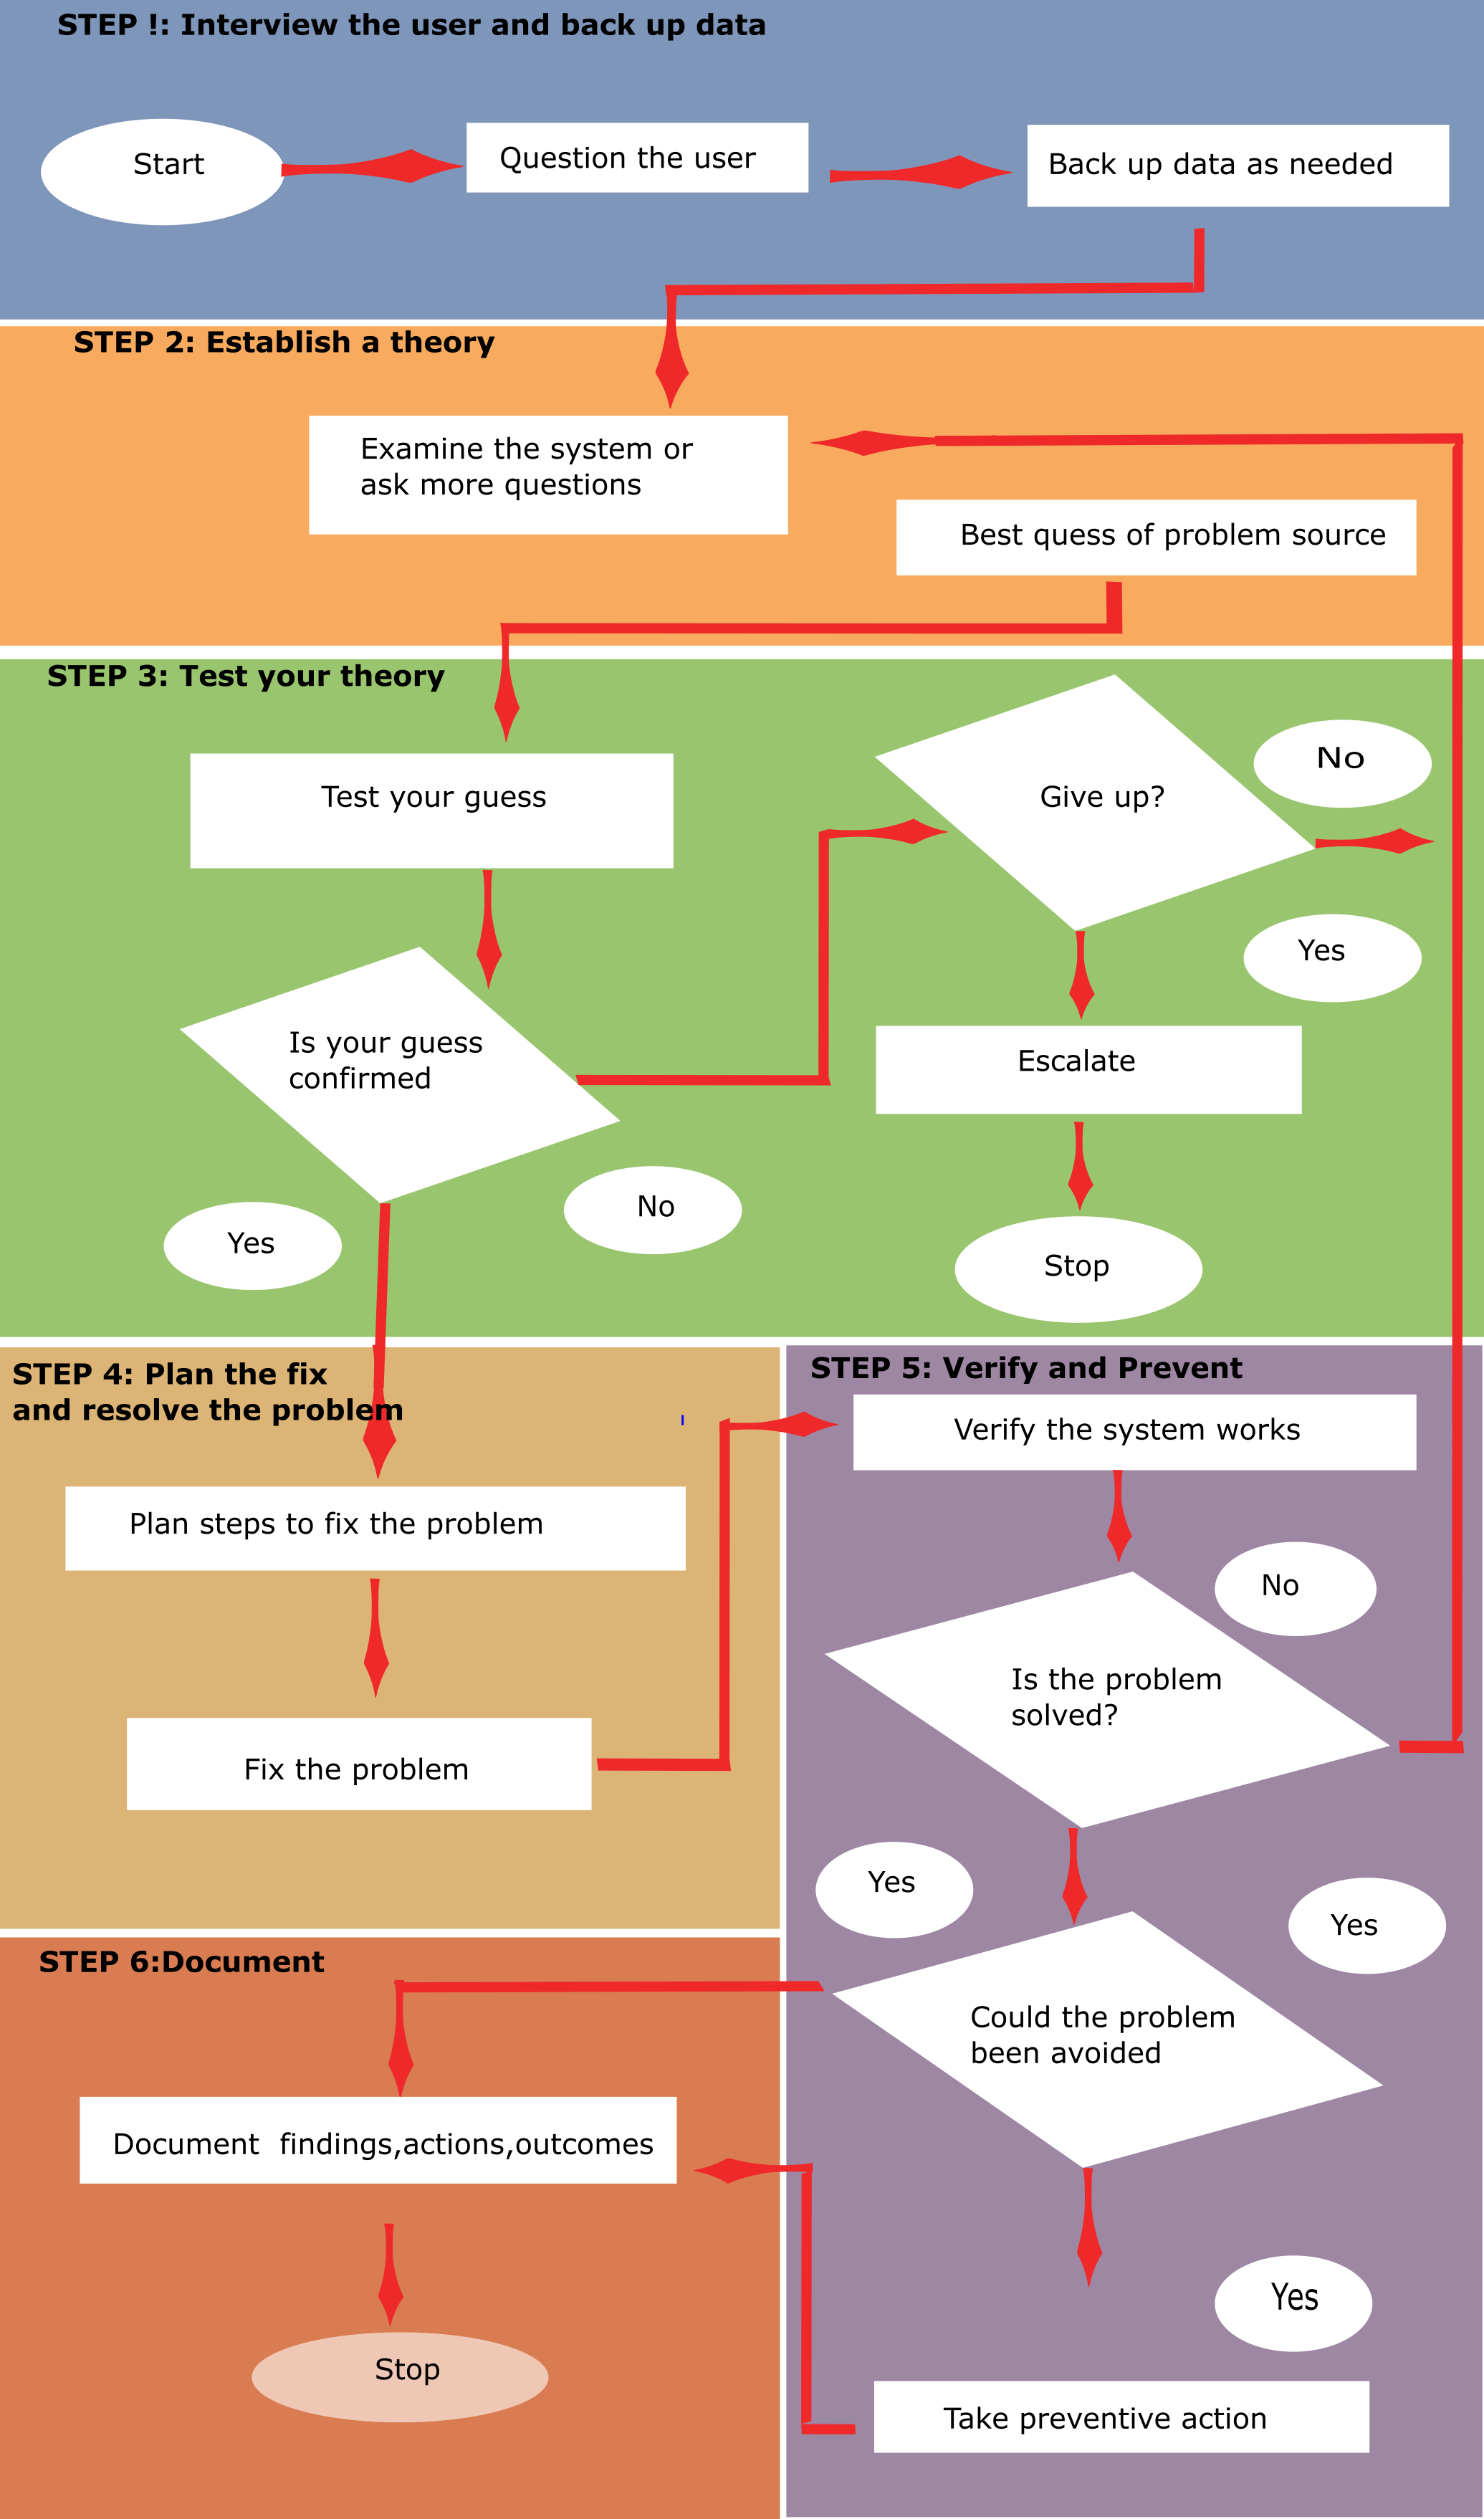 STEP !: Interview the user and back up data
Start
Question the user
Back up data as needed
STEP 2: Establish a theory
Examine the system or
ask more questions
Best quess of problem source
STEP 3: Test your theory
Test your guess
Give up?
No
Yes
Is your guess
confirmed
Escalate
No
Yes
Stop
STEP 4: Plan the fix
and resolve the problem
Plan steps to fix the problem
Fix the problem
STEP 5: Verify and Prevent
Verify the system works
No
Is the problem
solved?
Yes
Yes
Could the problem
been avoided
Yes
Take preventive action
STEP 6:Document
Document  findings,actions,outcomes
Stop